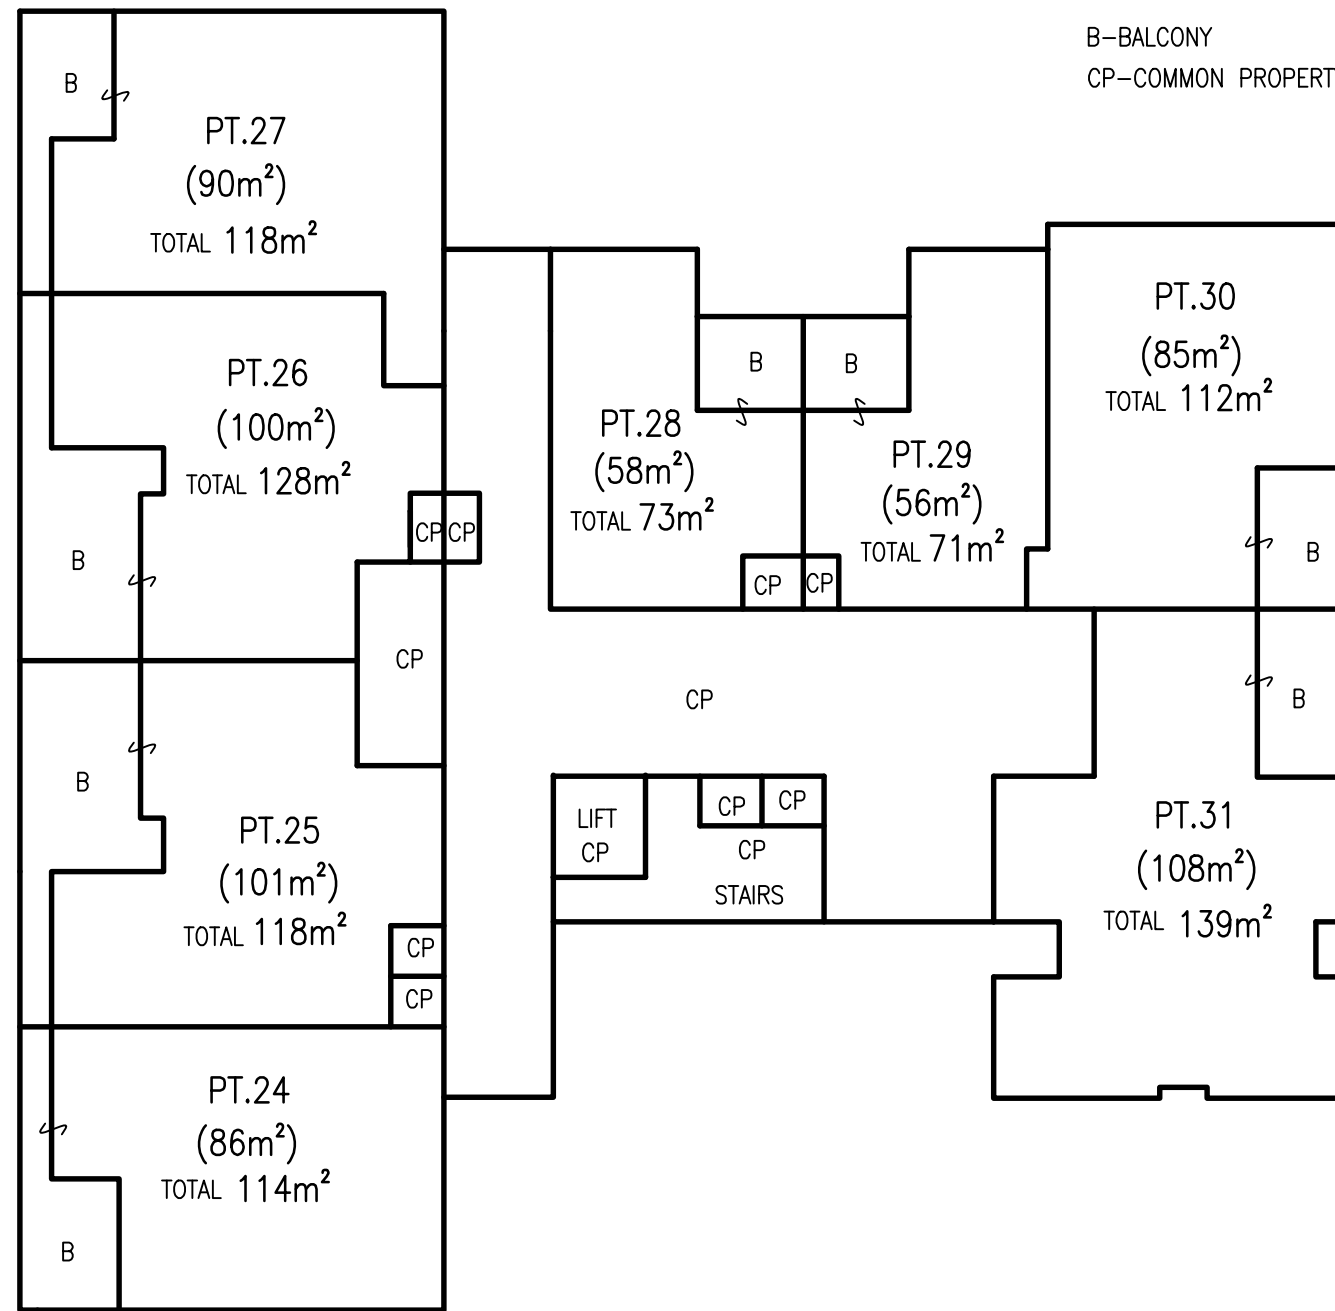 B-BALCONY
CP-COMMON PROPERT
B
PT.27
(90m²)
TOTAL 118m²
PT.26
(100m²)
TOTAL 128m²
B
CP
CP
CP
B
B
PT.28
(58m²)
TOTAL 73m²
PT.29
(56m²)
TOTAL 71m²
CP
CP
PT.30
(85m²)
TOTAL 112m²
B
B
CP
B
PT.25
(101m²)
TOTAL 118m²
CP
CP
LIFT
CP
CP
CP
CP
STAIRS
PT.31
(108m²)
TOTAL 139m²
PT.24
(86m²)
TOTAL 114m²
B